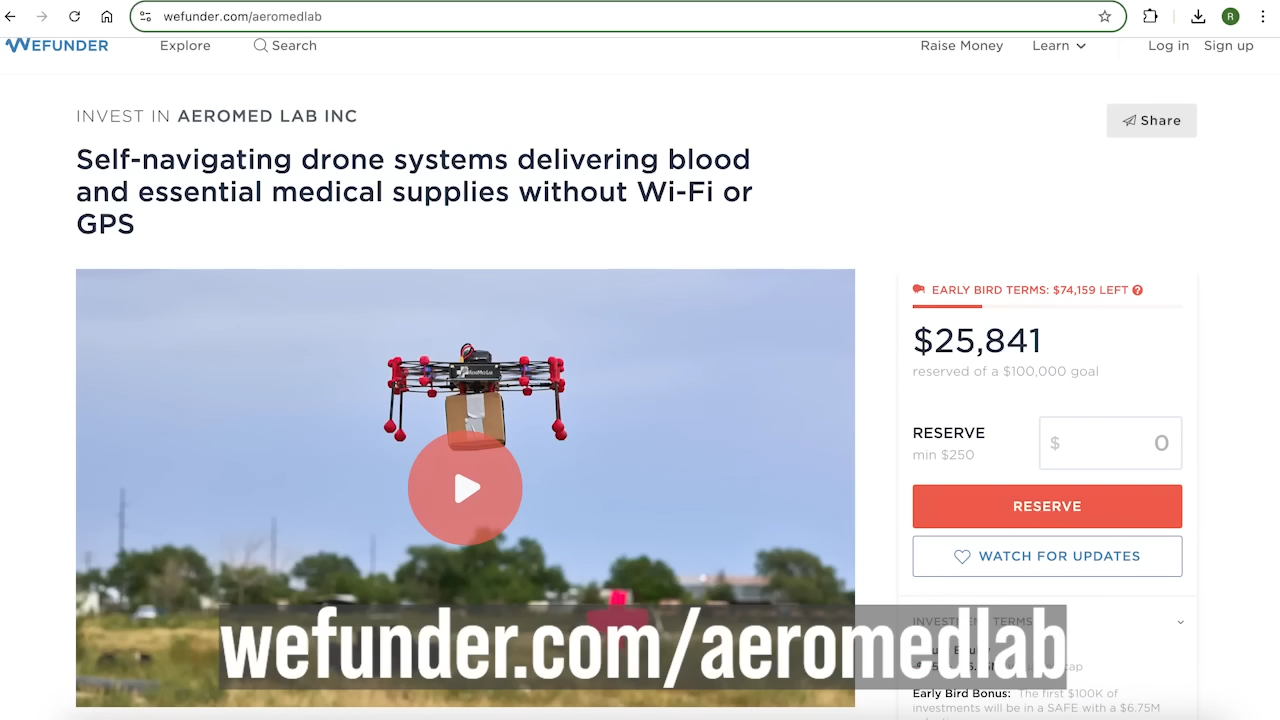 wefunder.com/aeromedlab
R
WEFUNDER
Explore
Search
Raise Money
Learn
Log in
Sign up
INVEST IN AEROMED LAB INC
Share
Self-navigating drone systems delivering blood
and essential medical supplies without Wi-Fi or
GPS
EARLY BIRD TERMS: $74,159 LEFT ?
$25,841
reserved of a $100,000 goal
RESERVE
min $250
$ 0
RESERVE
WATCH FOR UPDATES
INVESTMENT TERMS
wefunder.com/aeromedlab
Early Bird Bonus: The first $100K of
investments will be in a SAFE with a $6.75M